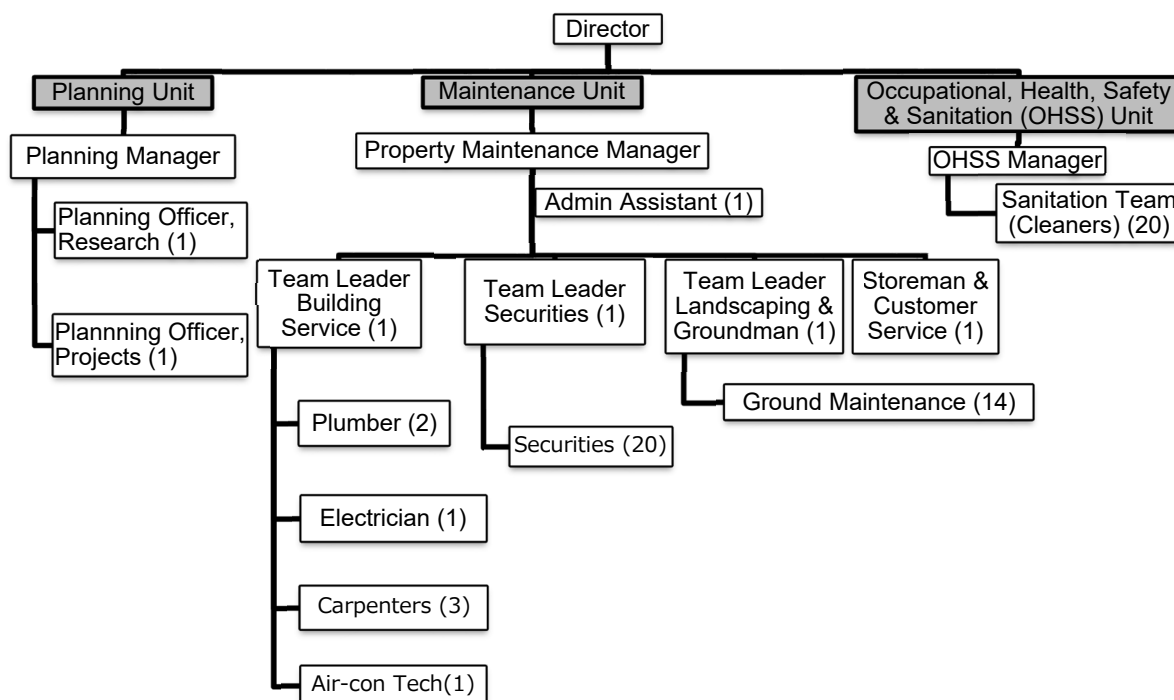 Director
Planning Unit
Maintenance Unit
Occupational, Health, Safety
& Sanitation (OHSS) Unit
Planning Manager
Property Maintenance Manager
OHSS Manager
Admin Assistant (1)
Sanitation Team
(Cleaners) (20)
Planning Officer,
Research (1)
Plannning Officer,
Projects (1)
Team Leader
Building
Service (1)
Team Leader
Securities (1)
Team Leader
Landscaping &
Groundman (1)
Storeman &
Customer
Service (1)
Plumber (2)
Electrician (1)
Carpenters (3)
Air-con Tech(1)
Securities (20)
Ground Maintenance (14)